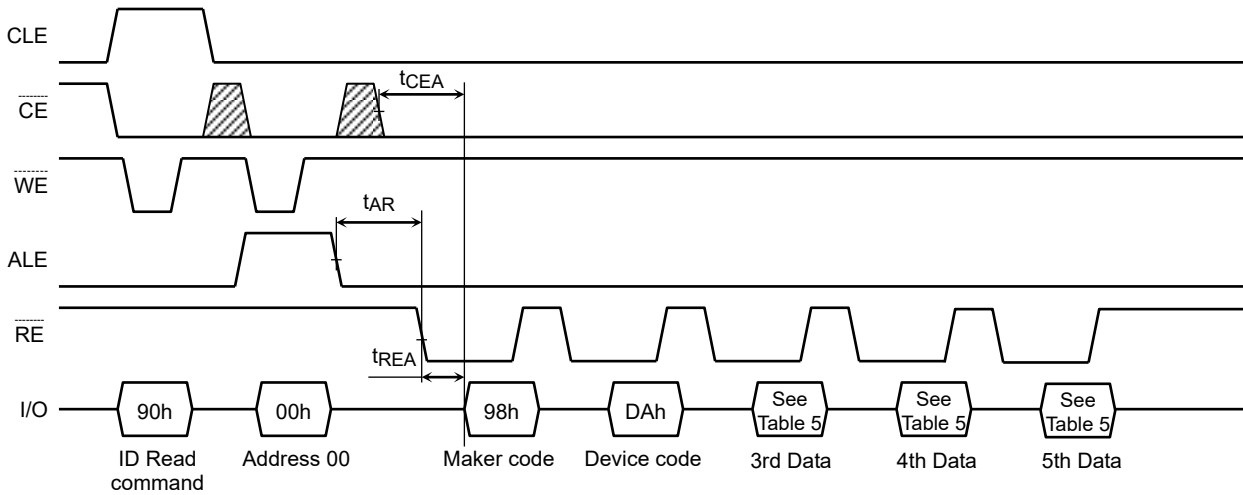 CLE
tCEA
CE
WE
tAR
ALE
RE
tREA
I/O
90h
00h
98h
DAh
See
Table 5
See
Table 5
See
Table 5
ID Read
command
Address 00
Maker code
Device code
3rd Data
4th Data
5th Data